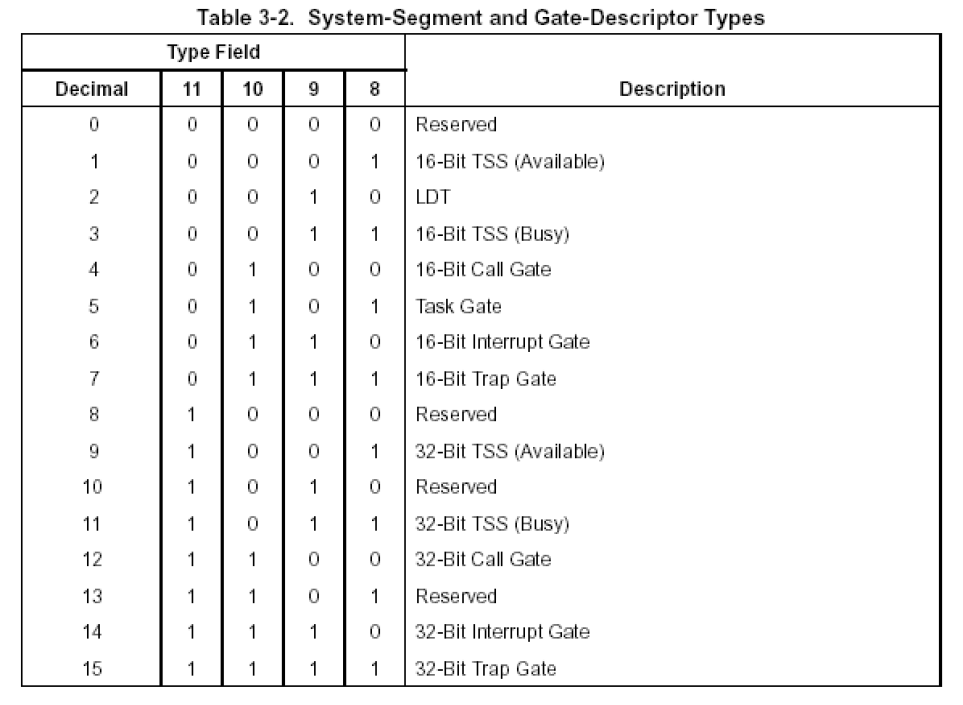 Table 3-2. System-Segment and Gate-Descriptor Types
Type Field
Decimal 11 10 9 8 Description
0 0 0 0 0 Reserved
1 0 0 0 1 16-Bit TSS (Available)
2 0 0 1 0 LDT
3 0 0 1 1 16-Bit TSS (Busy)
4 0 1 0 0 16-Bit Call Gate
5 0 1 0 1 Task Gate
6 0 1 1 0 16-Bit Interrupt Gate
7 0 1 1 1 16-Bit Trap Gate
8 1 0 0 0 Reserved
9 1 0 0 1 32-Bit TSS (Available)
10 1 0 1 0 Reserved
11 1 0 1 1 32-Bit TSS (Busy)
12 1 1 0 0 32-Bit Call Gate
13 1 1 0 1 Reserved
14 1 1 1 0 32-Bit Interrupt Gate
15 1 1 1 1 32-Bit Trap Gate